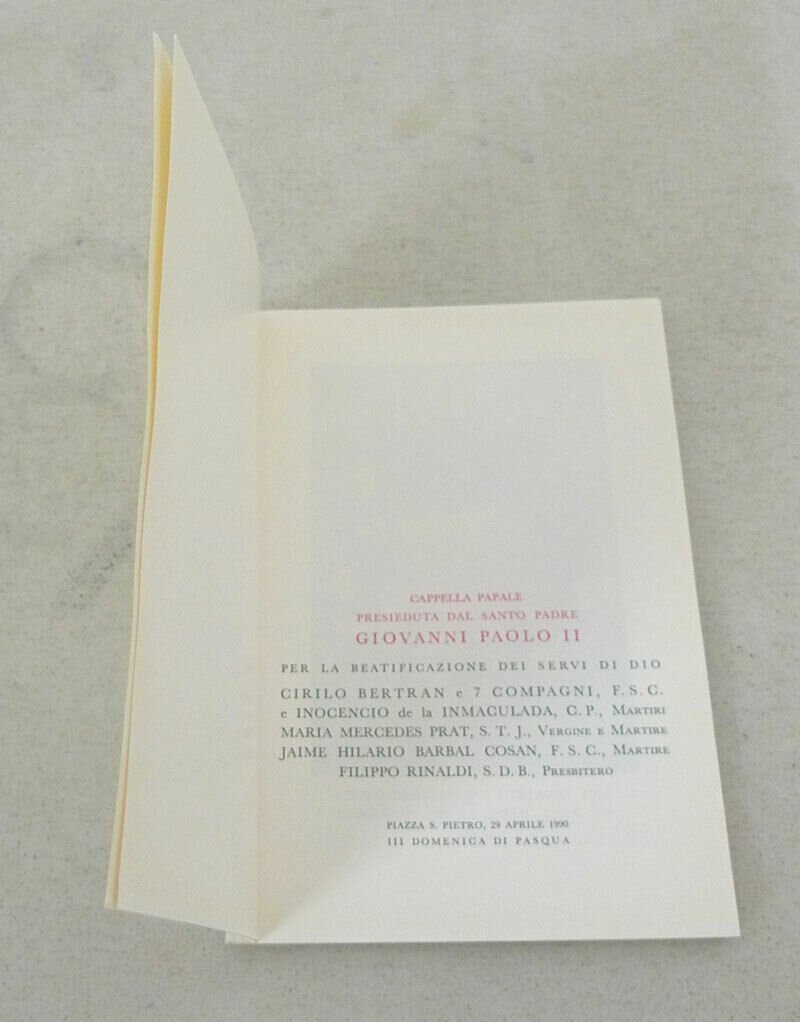 CAPPELLA PAPALE
PRESIEDUTA DAL SANTO PADRE
GIOVANNI PAOLO II
PER LA BEATIFICAZIONE DEI SERVI DI DIO
CIRILO BERTRAN e 7 COMPAGNI, F. S. C.
e INOCENCIO de la INMACULADA, C. P., Martiri
MARIA MERCEDES PRAT, S. T. J., Vergine e Martire
JAIME HILARIO BARBAL COSAN, F. S. C., Martire
FILIPPO RINALDI, S. D. B., Presbitero
PIAZZA S. PIETRO, 29 APRILE 1990
III DOMENICA DI PASQUA